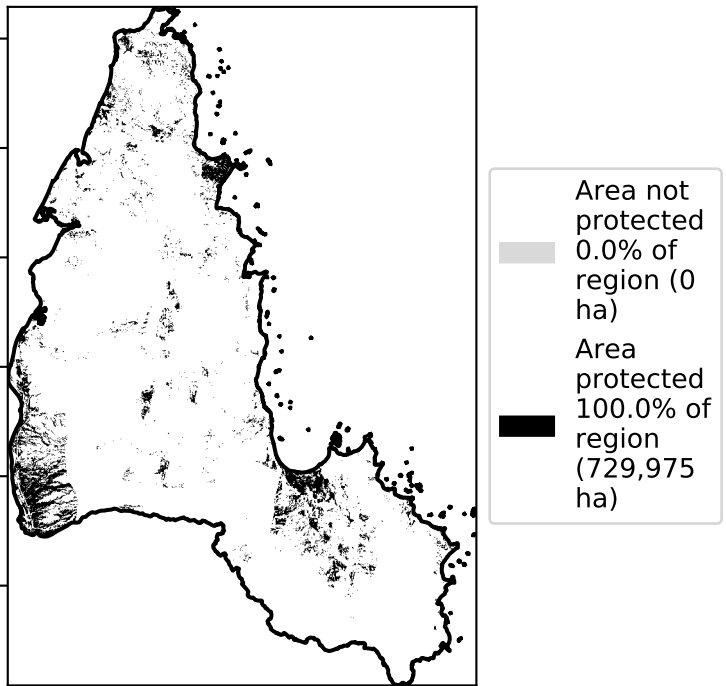 Area not
protected
0.0% of
region (0
ha)
Area
protected
100.0% of
region
(729,975
ha)